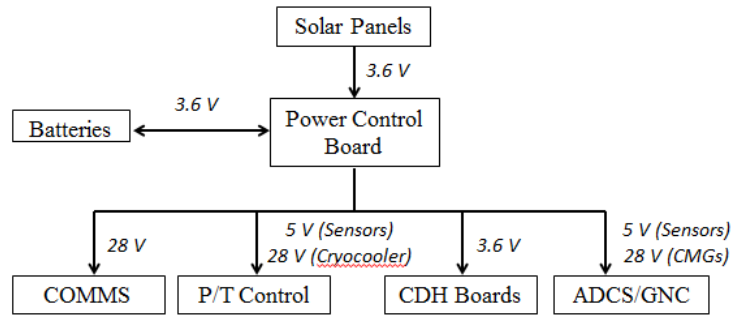 Solar Panels
3.6 V
3.6 V
Batteries
Power Control
Board
28 V
5 V (Sensors)
28 V (Cryocooler)
3.6 V
5 V (Sensors)
28 V (CMGs)
COMMS
P/T Control
CDH Boards
ADCS/GNC